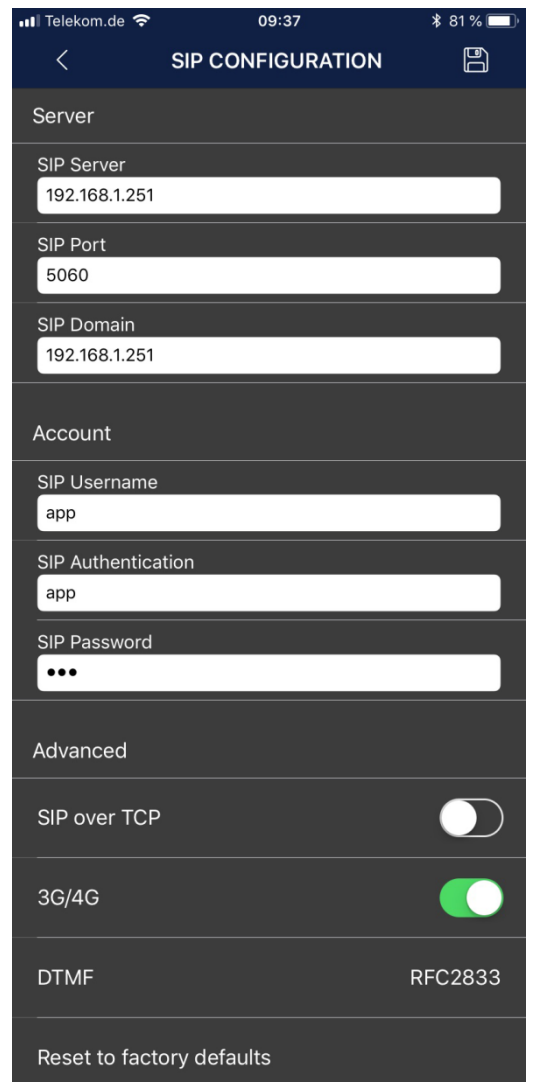 Telekom.de 09:37 81 %
SIP CONFIGURATION
Server
SIP Server
192.168.1.251
SIP Port
5060
SIP Domain
192.168.1.251
Account
SIP Username
app
SIP Authentication
app
SIP Password
•••
Advanced
SIP over TCP
3G/4G
DTMF RFC2833
Reset to factory defaults